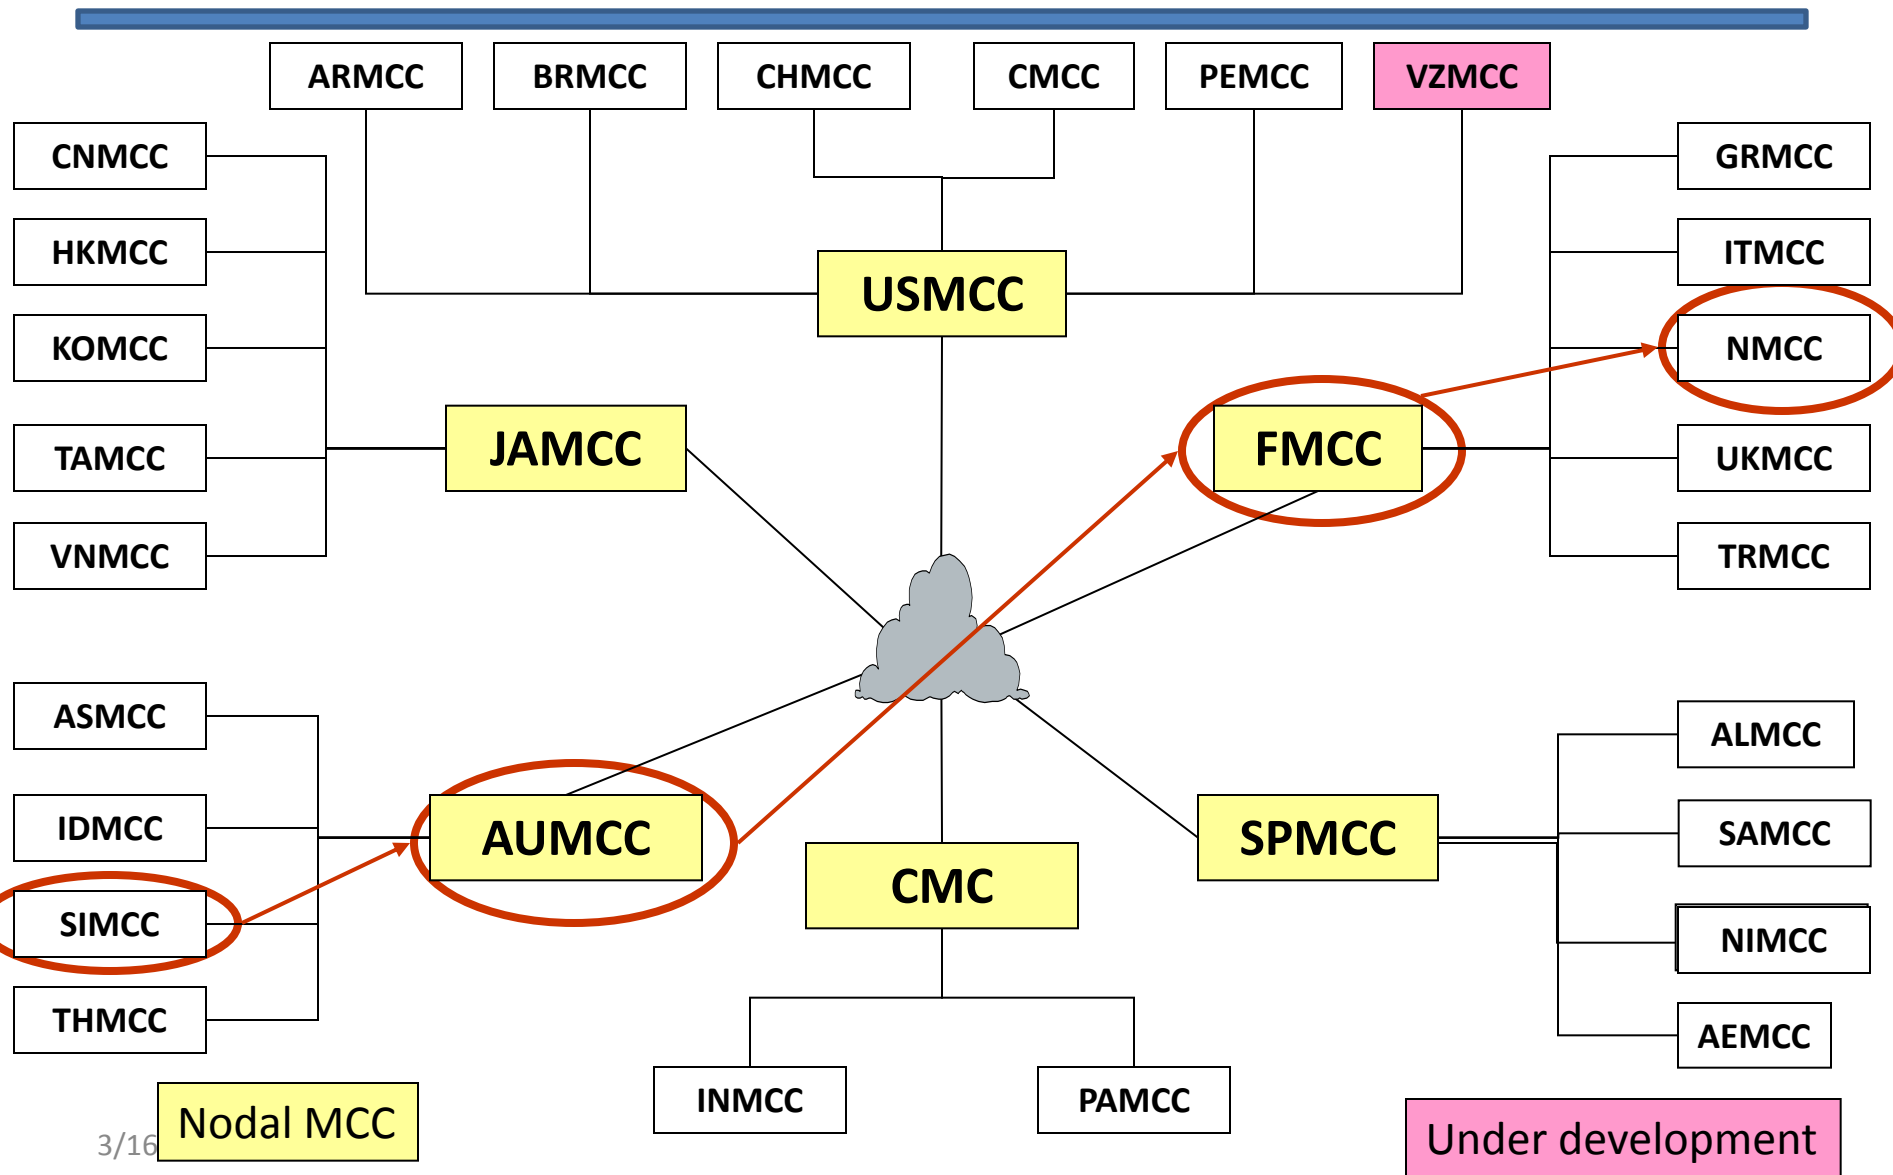 ARMCC
BRMCC
CHMCC
CMCC
PEMCC
VZMCC
CNMCC
GRMCC
HKMCC
ITMCC
USMCC
KOMCC
NMCC
JAMCC
FMCC
TAMCC
UKMCC
VNMCC
TRMCC
ASMCC
ALMCC
IDMCC
AUMCC
SPMCC
SAMCC
CMC
SIMCC
NIMCC
THMCC
AEMCC
INMCC
PAMCC
Nodal MCC
Under development
3/16